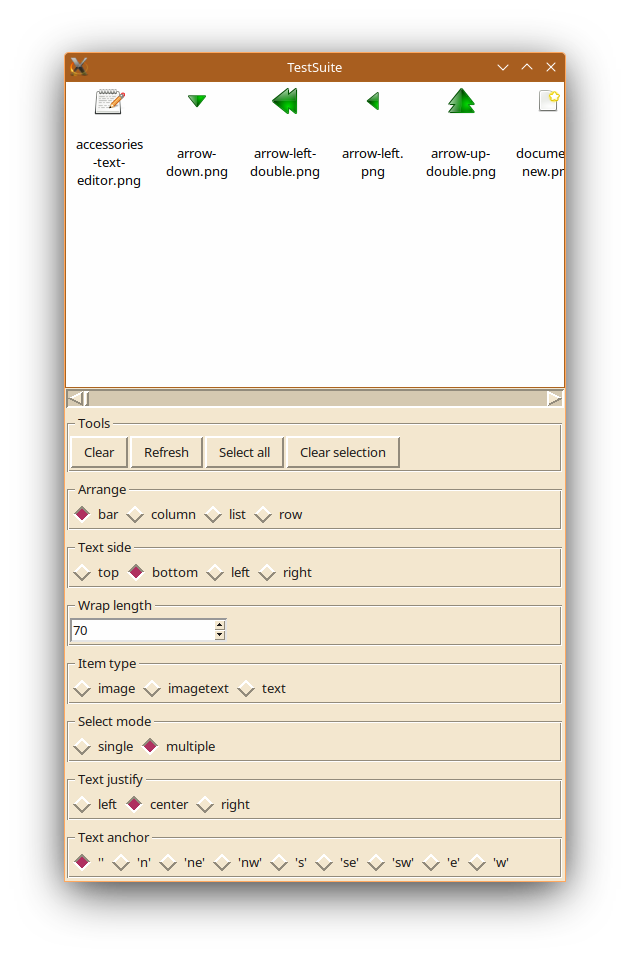 TestSuite
accessories
-text-
editor.png
arrow-
down.png
arrow-left-
double.png
arrow-left.
png
arrow-up-
double.png
docume
new.pr
Tools
Clear Refresh Select all Clear selection
Arrange
bar column list row
Text side
top bottom left right
Wrap length
70
Item type
image imagetext text
Select mode
single multiple
Text justify
left center right
Text anchor
'' 'n' 'ne' 'nw' 's' 'se' 'sw' 'e' 'w'